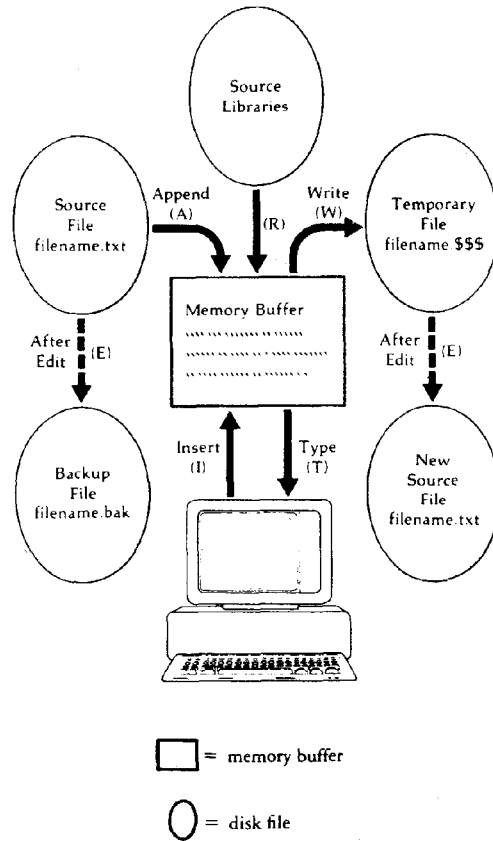 Source
Libraries
Source
File
filename.txt
Append
(A)
(R)
Write
(W)
Temporary
File
filename.$$$
Memory Buffer
After
Edit
(E)
After
Edit
(E)
Insert
(I)
Type
(T)
Backup
File
filename.bak
New
Source
File
filename.txt
= memory buffer
= disk file